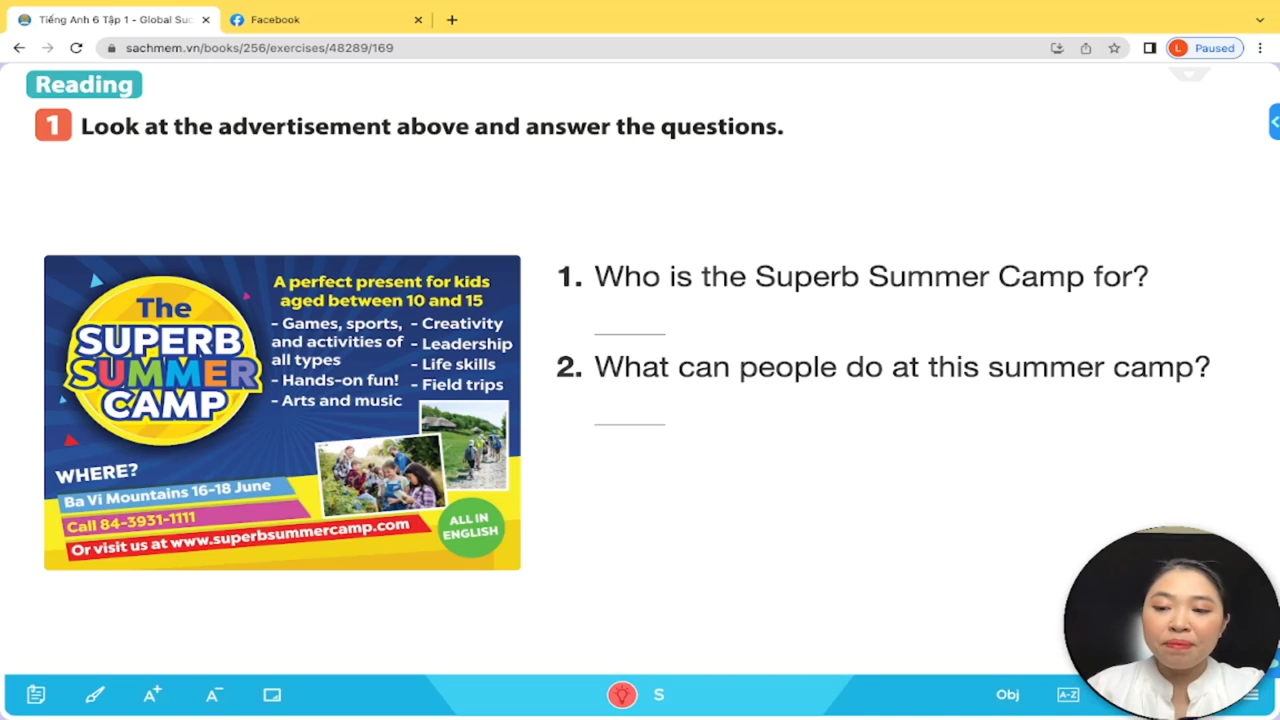 Tiếng Anh 6 Tập 1 - Global Suc
Facebook
sachmem.vn/books/256/exercises/48289/169
L Paused
Reading
1 Look at the advertisement above and answer the questions.
The
SUPERB
SUMMER
CAMP
A perfect present for kids
aged between 10 and 15
- Games, sports,
and activities of
all types
- Hands-on fun!
- Arts and music
- Creativity
- Leadership
- Life skills
- Field trips
WHERE?
Ba Vi Mountains 16-18 June
Call 84-3931-1111
Or visit us at www.superbsummercamp.com
ALL IN
ENGLISH
1. Who is the Superb Summer Camp for?
2. What can people do at this summer camp?
A+
A-
S
Obj
A-Z